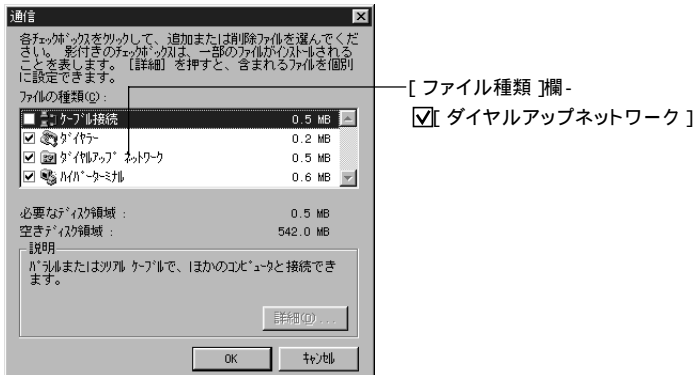 通信
各ﾁｪｯｸﾎﾞｯｸｽをｸﾘｯｸして、追加または削除ﾌｧｲﾙを選んでくだ
さい。 影付きのﾁｪｯｸﾎﾞｯｸｽは、一部のﾌｧｲﾙがｲﾝｽﾄｰﾙされる
ことを表します。 [詳細] を押すと、含まれるﾌｧｲﾙを個別
に設定できます。
ﾌｧｲﾙの種類(C) :
ｹｰﾌﾞﾙ接続 0.5 MB
ﾀﾞｲﾔﾗｰ 0.2 MB
ﾀﾞｲﾔﾙｱｯﾌﾟ ﾈｯﾄﾜｰｸ 0.5 MB
ﾊｲﾊﾟｰﾀｰﾐﾅﾙ 0.6 MB
必要なﾃﾞｨｽｸ領域 : 0.5 MB
空きﾃﾞｨｽｸ領域 : 542.0 MB
説明
ﾊﾟﾗﾚﾙまたはｼﾘｱﾙ ｹｰﾌﾞﾙで、ほかのｺﾝﾋﾟｭｰﾀと接続でき
ます。
詳細(D)...
OK
ｷｬﾝｾﾙ
[ファイル種類]欄-
☑[ダイヤルアップネットワーク]